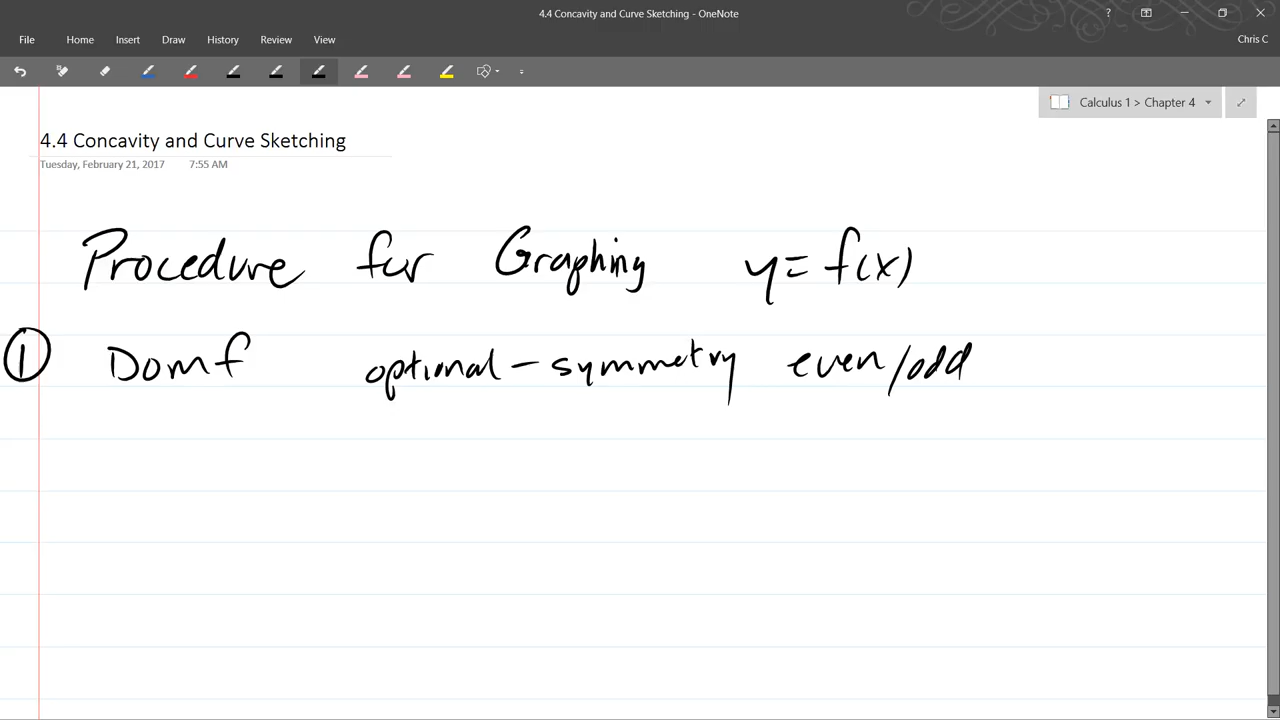 4.4 Concavity and Curve Sketching - OneNote
File Home Insert Draw History Review View
Chris C
Calculus 1 > Chapter 4
4.4 Concavity and Curve Sketching
Tuesday, February 21, 2017 7:55 AM
Procedure for Graphing y = f(x)
① Dom f optional - symmetry even/odd